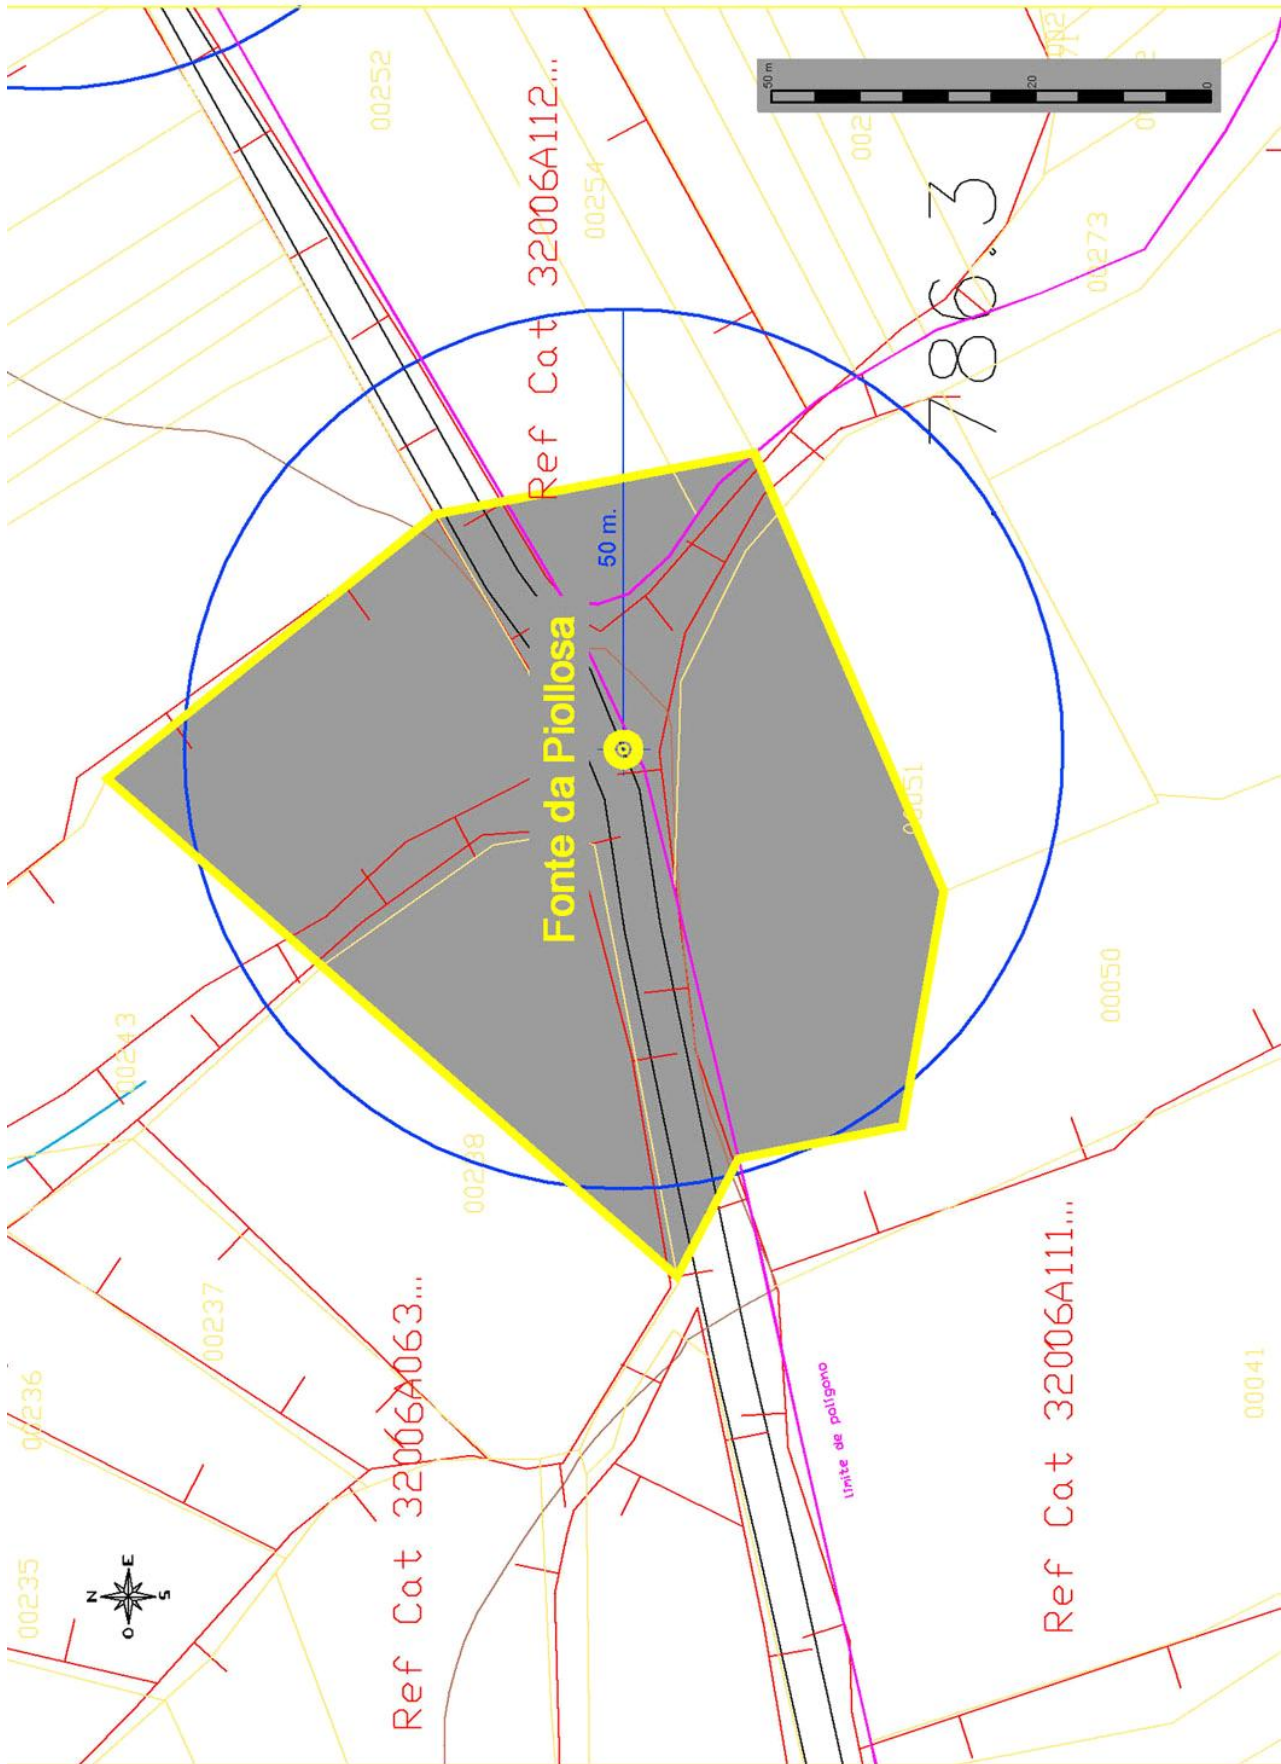 00235
00236
N
O
E
S
00243
00237
00252
Ref Cat 32006A063...
00238
Ref Cat 32006A112...
Fonte da Piollosa
00254
50 m.
50 m
20
0
límite de polígono
00051
786.3
Ref Cat 32006A111...
00273
00050
00041